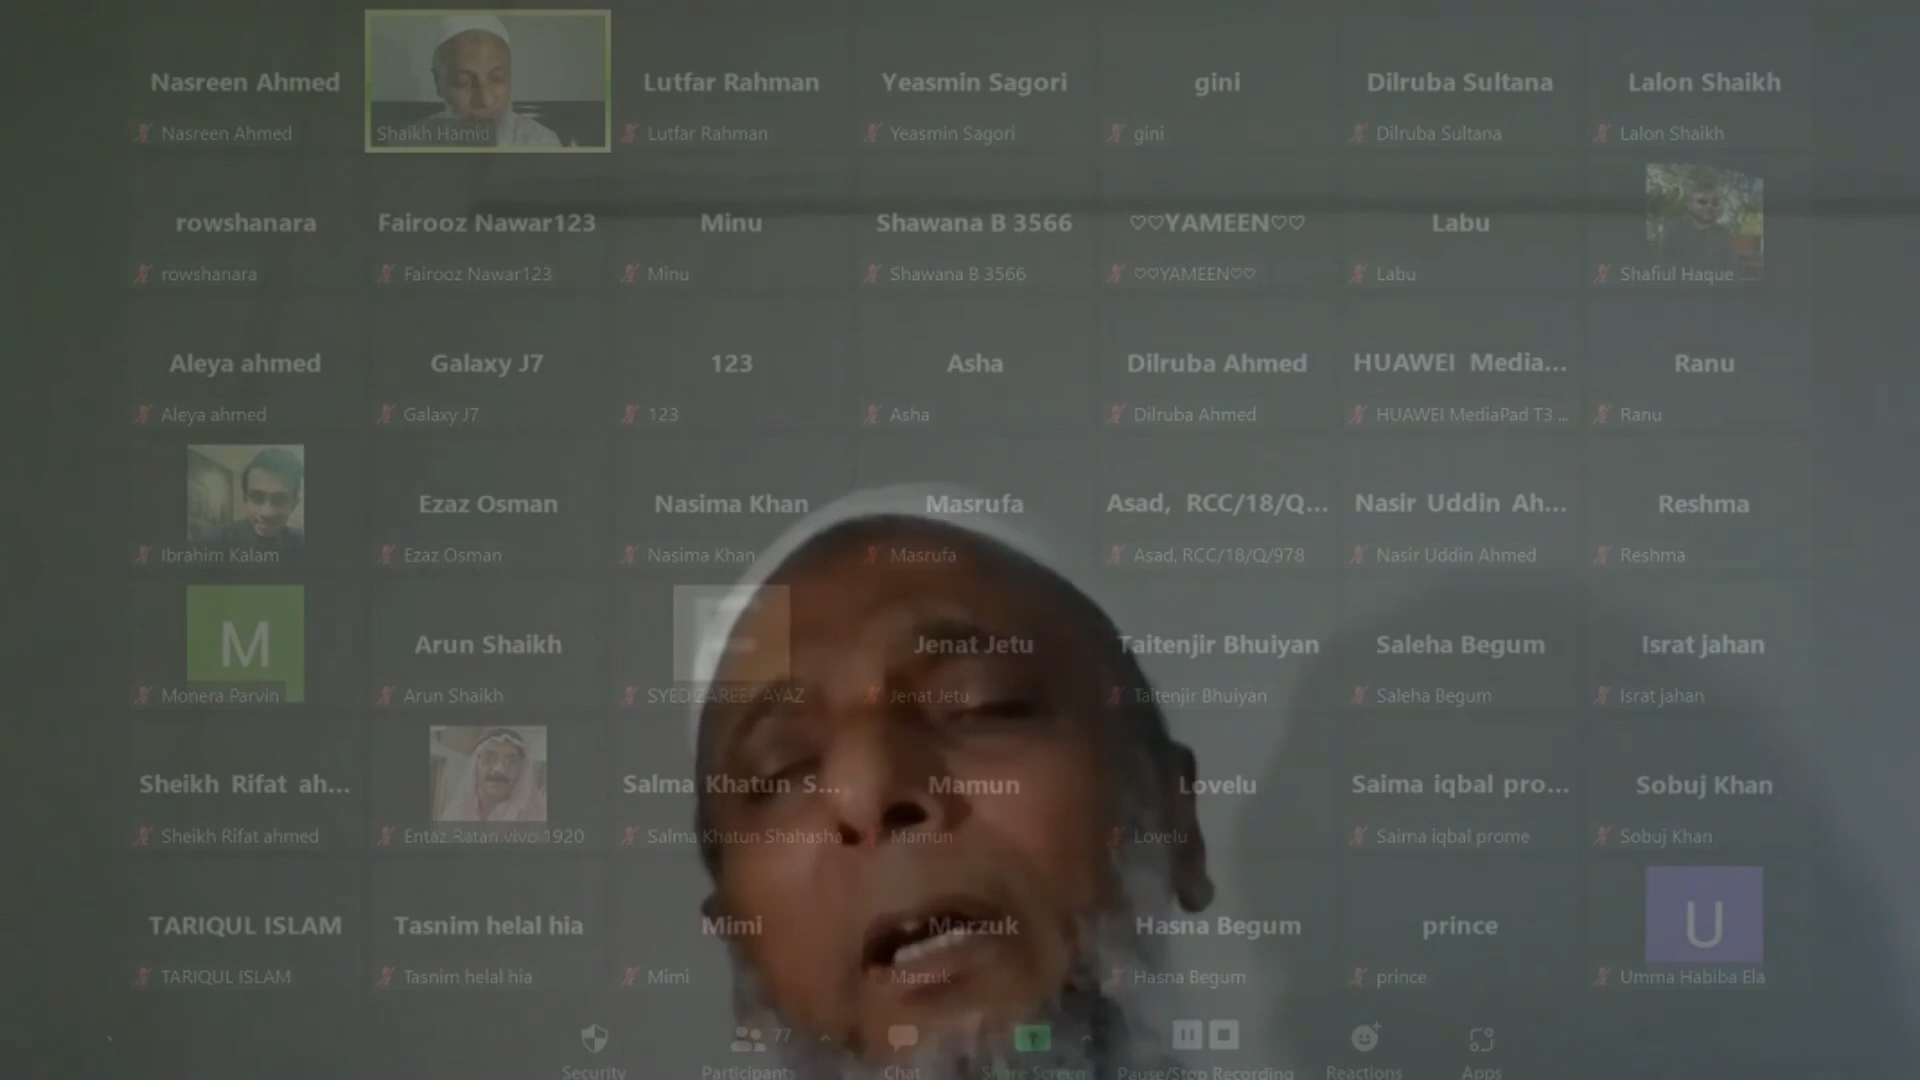 Nasreen Ahmed
Lutfar Rahman
Yeasmin Sagori
gini
Dilruba Sultana
Lalon Shaikh
Nasreen Ahmed
Shaikh Hamid
Lutfar Rahman
Yeasmin Sagori
gini
Dilruba Sultana
Lalon Shaikh
rowshanara
Fairooz Nawar123
Minu
Shawana B 3566
♡♡YAMEEN♡♡
Labu
rowshanara
Fairooz Nawar123
Minu
Shawana B 3566
♡♡YAMEEN♡♡
Labu
Shafiul Haque
Aleya ahmed
Galaxy J7
123
Asha
Dilruba Ahmed
HUAWEI Media...
Ranu
Aleya ahmed
Galaxy J7
123
Asha
Dilruba Ahmed
HUAWEI MediaPad T3 ...
Ranu
Ezaz Osman
Nasima Khan
Masrufa
Asad, RCC/18/Q...
Nasir Uddin Ah...
Reshma
Ibrahim Kalam
Ezaz Osman
Nasima Khan
Masrufa
Asad, RCC/18/Q/978
Nasir Uddin Ahmed
Reshma
M
Arun Shaikh
Jenat Jetu
Taitenjir Bhuiyan
Saleha Begum
Israt jahan
Monera Parvin
Arun Shaikh
SYED ZAREEF AYAZ
Jenat Jetu
Taitenjir Bhuiyan
Saleha Begum
Israt jahan
Sheikh Rifat ah...
Salma Khatun S...
Mamun
Lovelu
Saima iqbal pro...
Sobuj Khan
Sheikh Rifat ahmed
Entaz Ratan vivo 1920
Salma Khatun Shahasha
Mamun
Lovelu
Saima iqbal prome
Sobuj Khan
TARIQUL ISLAM
Tasnim helal hia
Mimi
Marzuk
Hasna Begum
prince
U
TARIQUL ISLAM
Tasnim helal hia
Mimi
Marzuk
Hasna Begum
prince
Umma Habiba Ela
77
Security
Participants
Chat
Share Screen
Pause/Stop Recording
Reactions
Apps